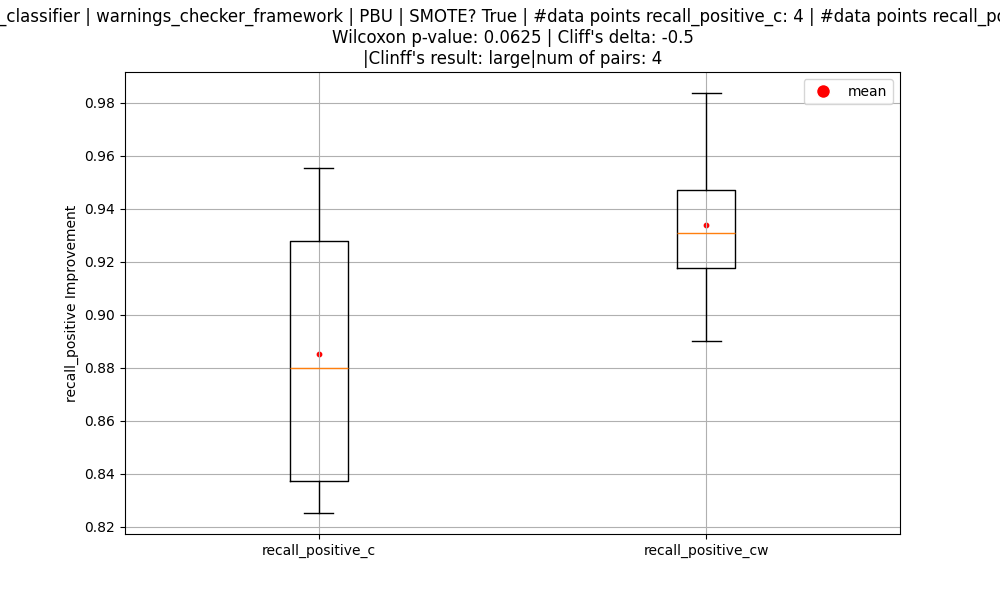 _classifier | warnings_checker_framework | PBU | SMOTE? True | #data points recall_positive_c: 4 | #data points
Wilcoxon p-value: 0.0625 | Cliff's delta: -0.5
|Clinff's result: large|num of pairs: 4
mean
0.98
0.96
0.94
0.92
0.90
0.88
0.86
0.84
0.82
recall_positive Improvement
recall_positive_c
recall_positive_cw